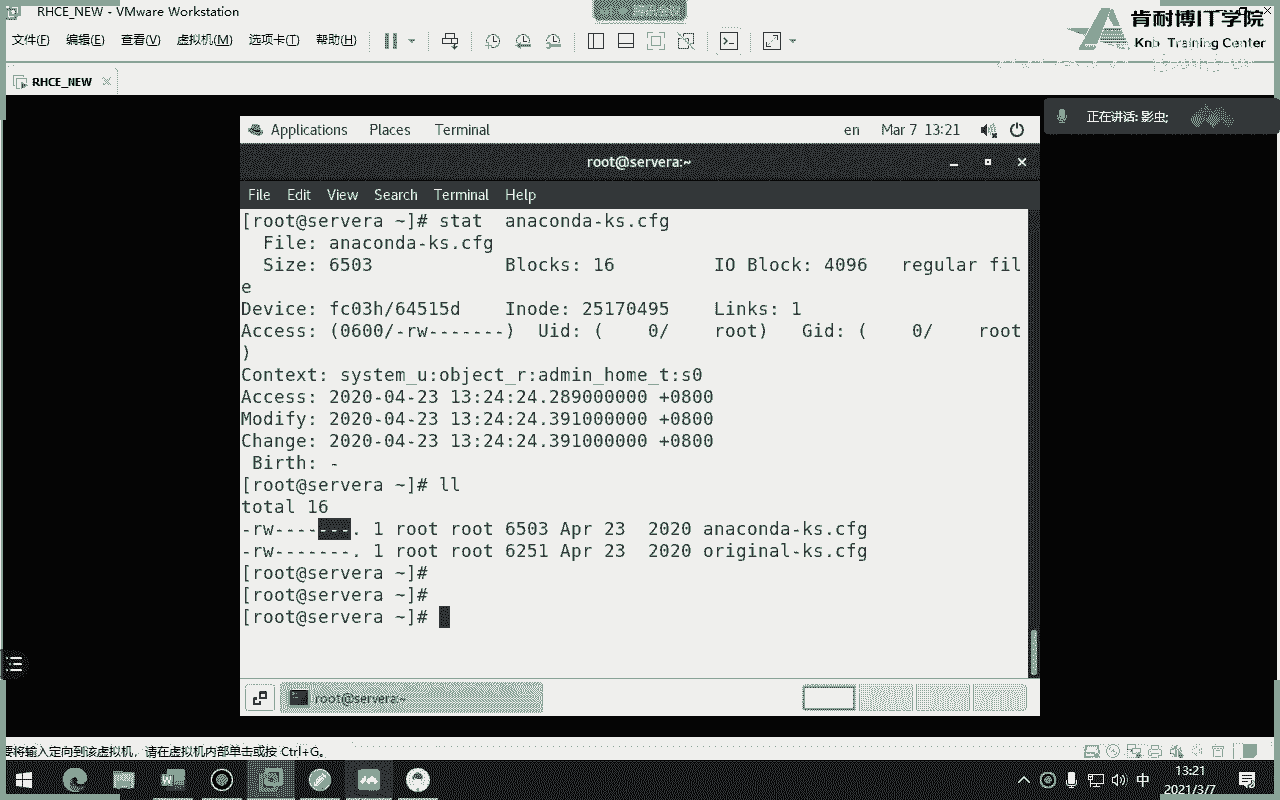 RHCE_NEW - VMware Workstation
肯耐博IT学院
Knb Training Center
文件(F) 编辑(E) 查看(V) 虚拟机(M) 选项卡(T) 帮助(H)
RHCE_NEW
正在讲话: 影虫;
Applications Places Terminal en Mar 7 13:21
root@servera:~
File Edit View Search Terminal Help
[root@servera ~]# stat  anaconda-ks.cfg
  File: anaconda-ks.cfg
  Size: 6503            Blocks: 16         IO Block: 4096   regular fil
e
Device: fc03h/64515d    Inode: 25170495    Links: 1
Access: (0600/-rw-------)  Uid: (    0/    root)   Gid: (    0/    root
)
Context: system_u:object_r:admin_home_t:s0
Access: 2020-04-23 13:24:24.289000000 +0800
Modify: 2020-04-23 13:24:24.391000000 +0800
Change: 2020-04-23 13:24:24.391000000 +0800
 Birth: -
[root@servera ~]# ll
total 16
-rw-------. 1 root root 6503 Apr 23  2020 anaconda-ks.cfg
-rw-------. 1 root root 6251 Apr 23  2020 original-ks.cfg
[root@servera ~]#
[root@servera ~]#
[root@servera ~]#
root@servera:~
要将输入定向到该虚拟机，请在虚拟机内部单击或按 Ctrl+G。
中
13:21
2021/3/7